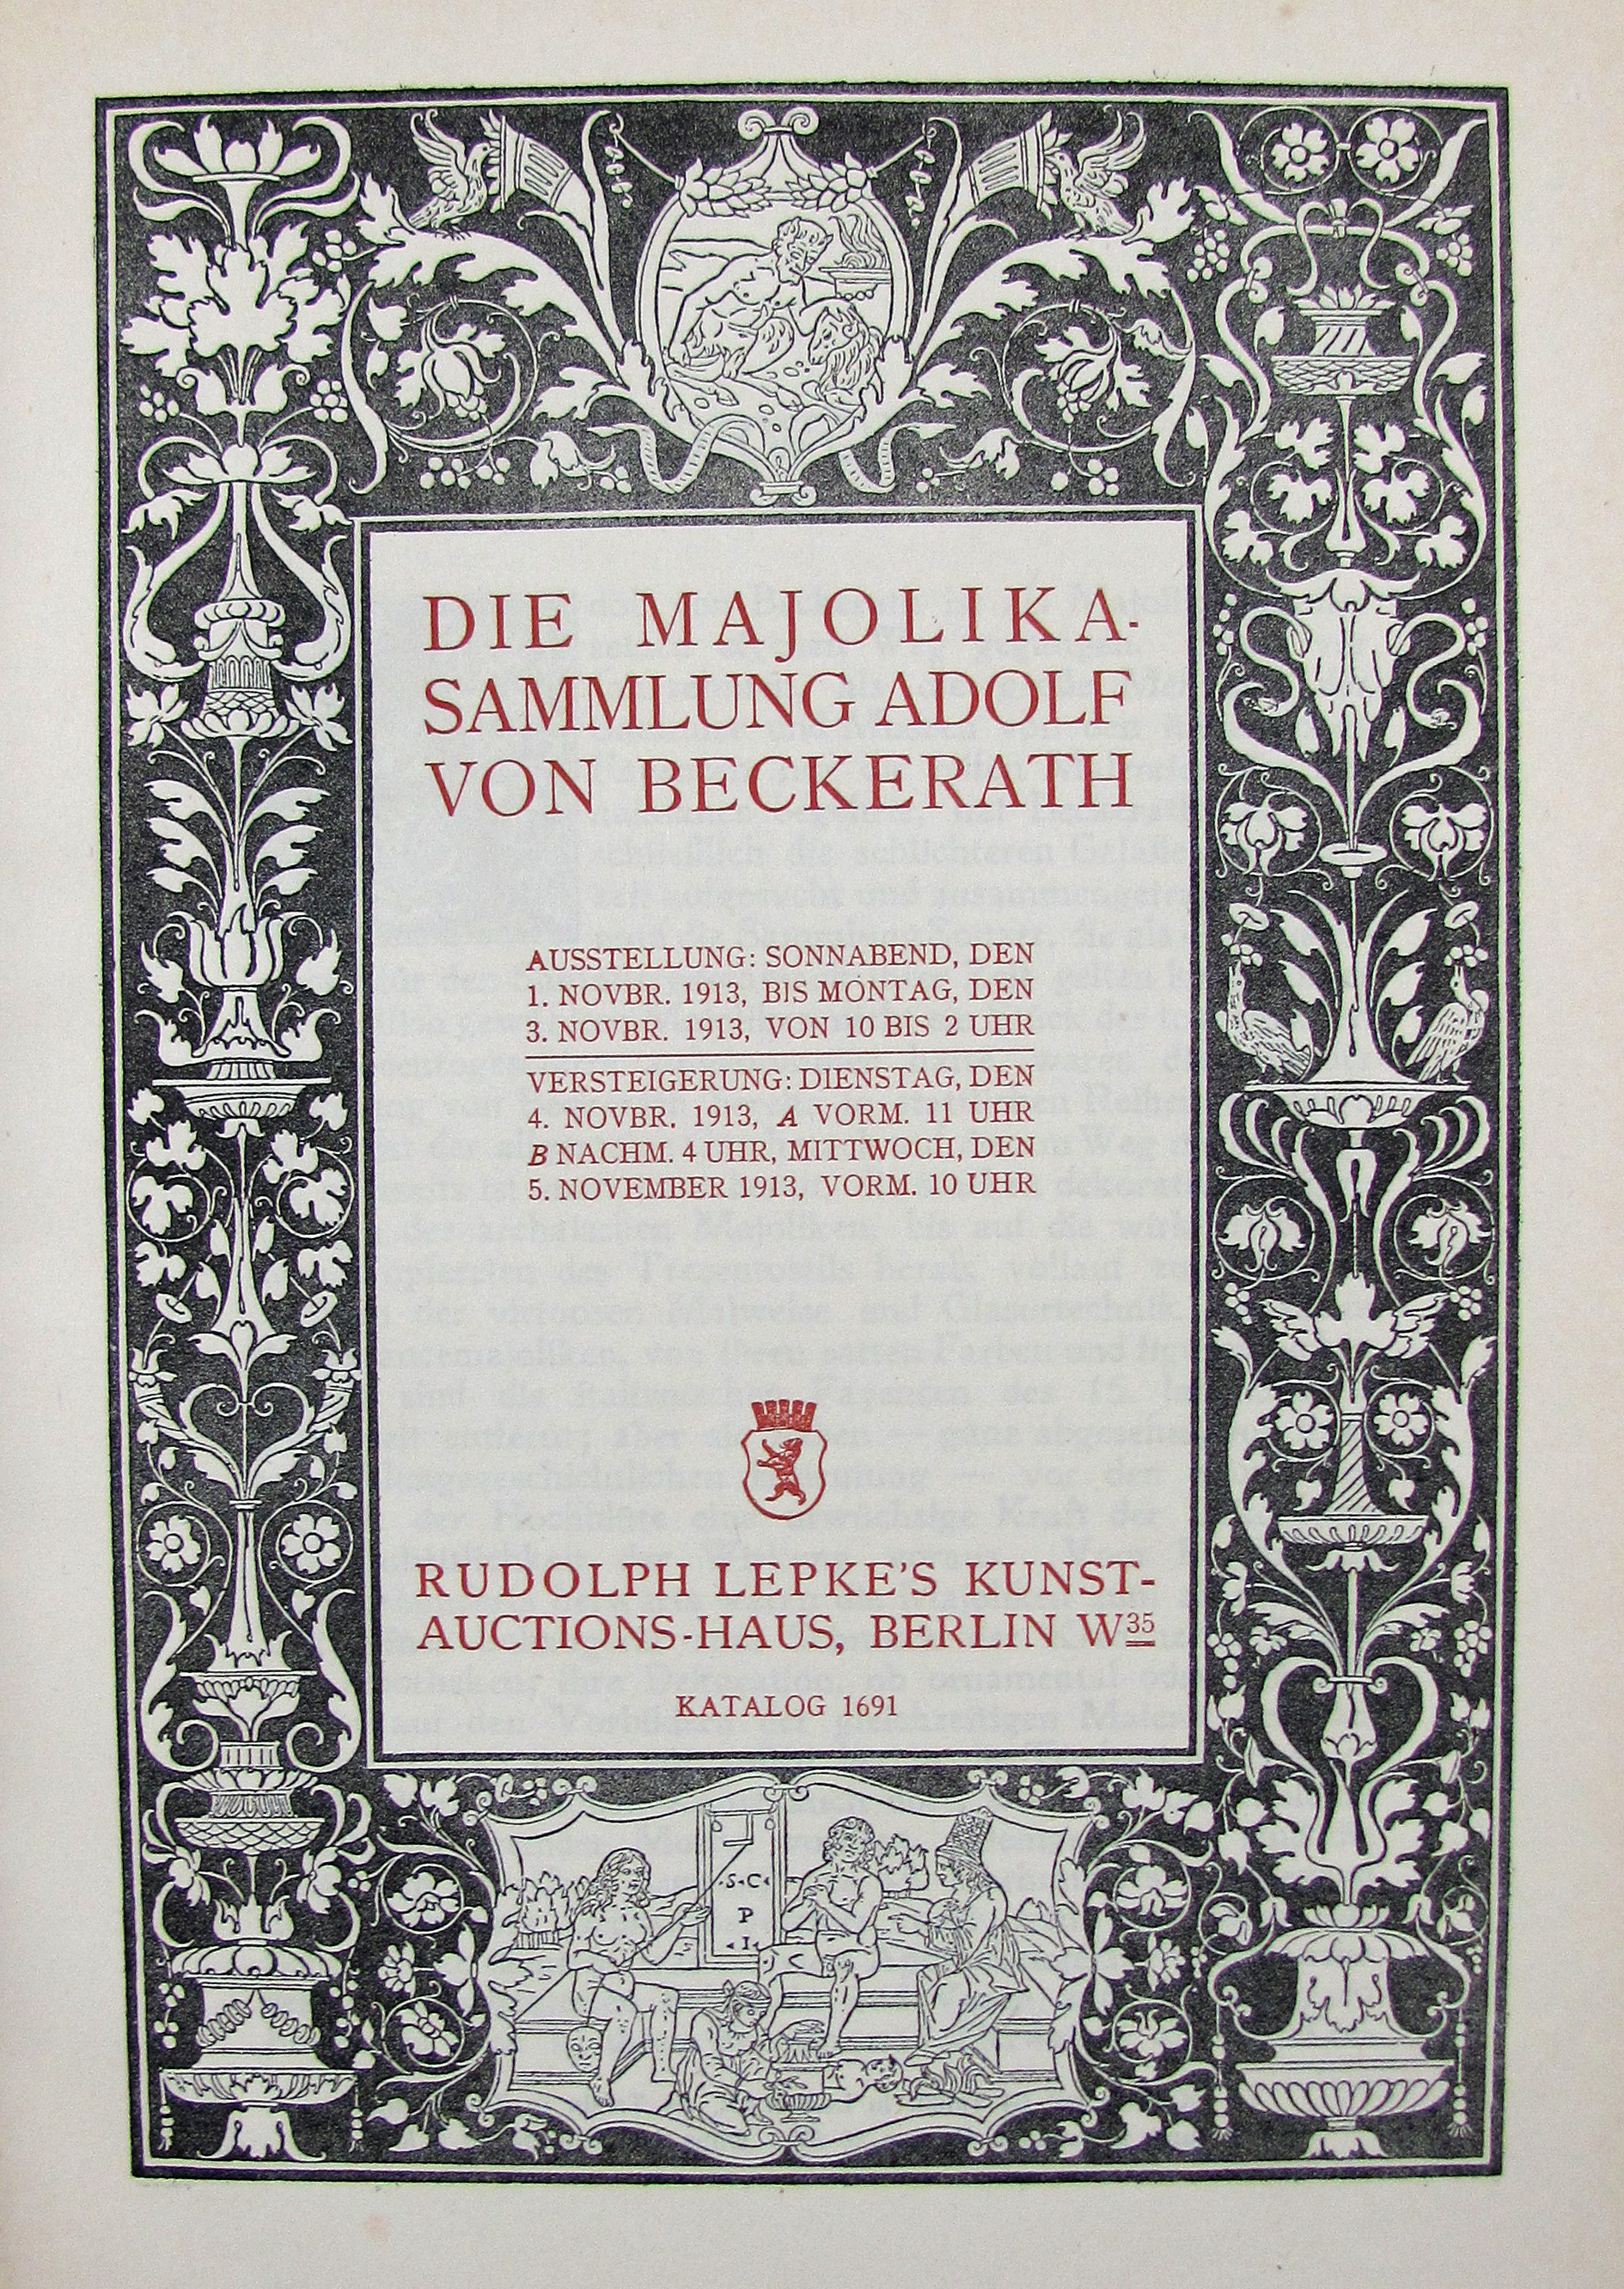 DIE MAJOLIKA-
SAMMLUNG ADOLF
VON BECKERATH
AUSSTELLUNG: SONNABEND, DEN
1. NOVBR. 1913, BIS MONTAG, DEN
3. NOVBR. 1913, VON 10 BIS 2 UHR
VERSTEIGERUNG: DIENSTAG, DEN
4. NOVBR. 1913, A VORM. 11 UHR
B NACHM. 4 UHR, MITTWOCH, DEN
5. NOVEMBER 1913, VORM. 10 UHR
RUDOLPH LEPKE'S KUNST-
AUCTIONS-HAUS, BERLIN W35
KATALOG 1691
·S·C·
P
·I·